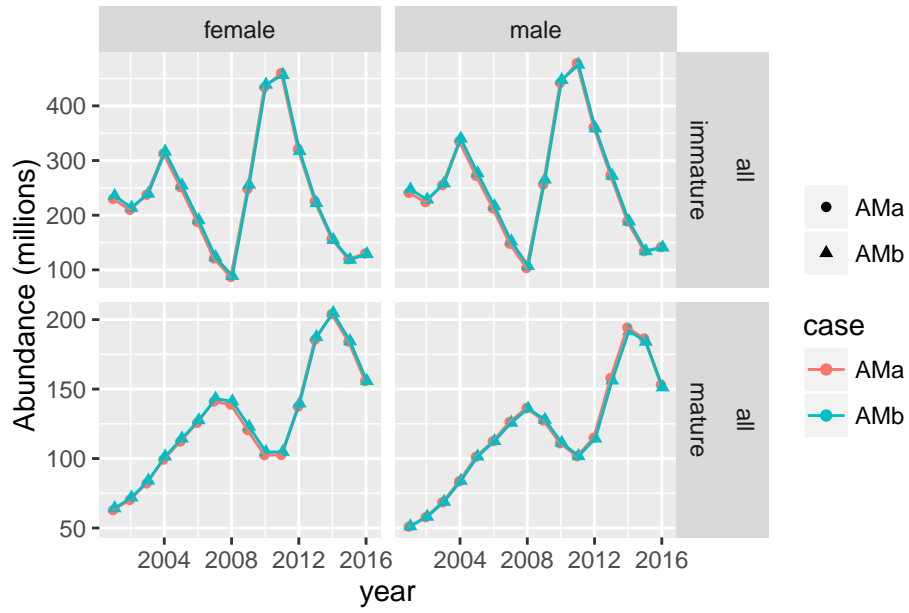 female
male
Abundance (millions)
400
300
200
100
immature
all
200
150
100
50
mature
all
2004
2008
2012
2016
2004
2008
2012
2016
year
AMa
AMb
case
AMa
AMb